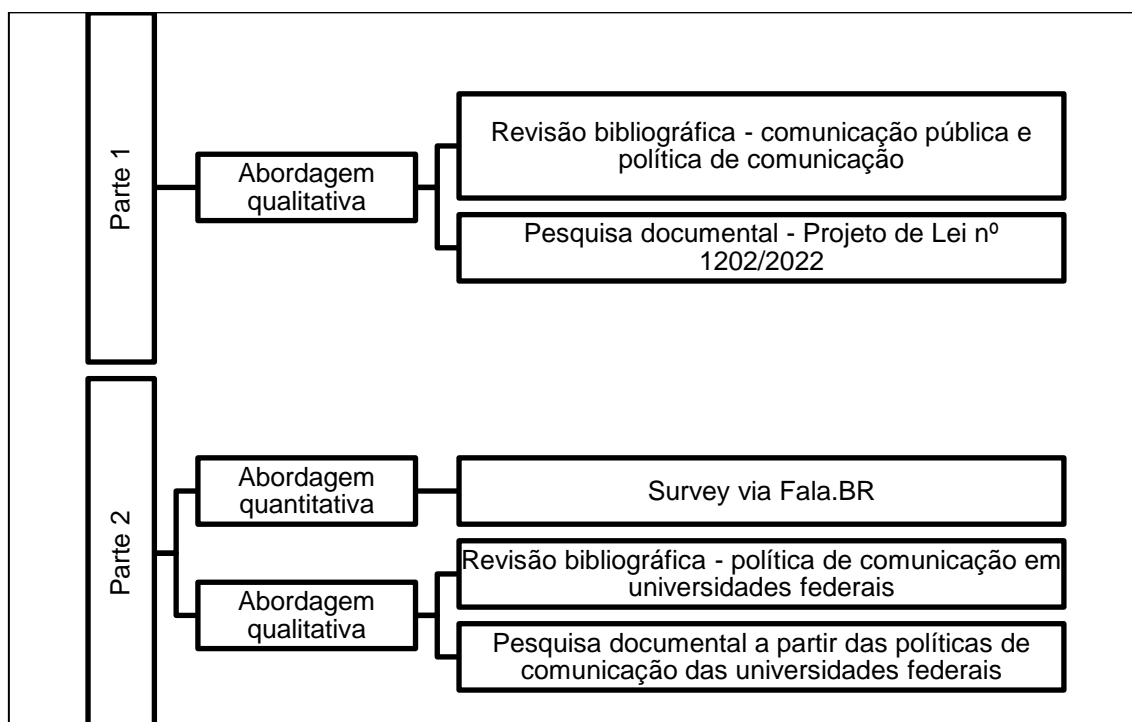 Parte 1
Abordagem
qualitativa
Revisão bibliográfica - comunicação pública e
política de comunicação
Pesquisa documental - Projeto de Lei nº
1202/2022
Parte 2
Abordagem
quantitativa
Survey via Fala.BR
Abordagem
qualitativa
Revisão bibliográfica - política de comunicação em
universidades federais
Pesquisa documental a partir das políticas de
comunicação das universidades federais